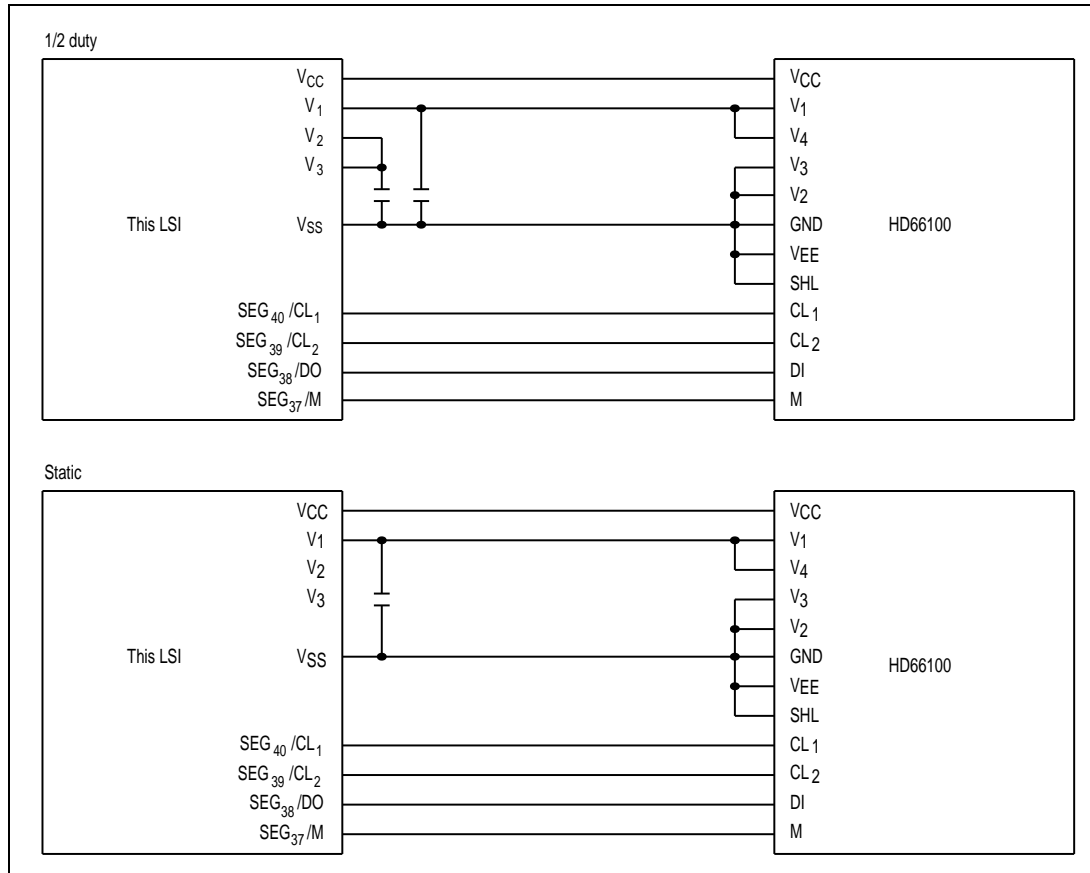 1/2 duty
VCC
V1
V2
V3
This LSI
VSS
SEG40/CL1
SEG39/CL2
SEG38/DO
SEG37/M
VCC
V1
V4
V3
V2
GND
HD66100
VEE
SHL
CL1
CL2
DI
M
Static
VCC
V1
V2
V3
This LSI
VSS
SEG40/CL1
SEG39/CL2
SEG38/DO
SEG37/M
VCC
V1
V4
V3
V2
GND
HD66100
VEE
SHL
CL1
CL2
DI
M